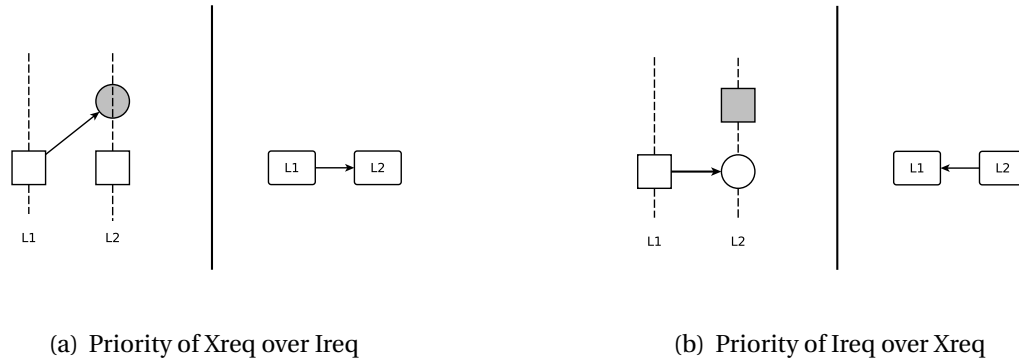 L1 L2
L1 L2
L1 L2
L1 L2
(a) Priority of Xreq over Ireq
(b) Priority of Ireq over Xreq